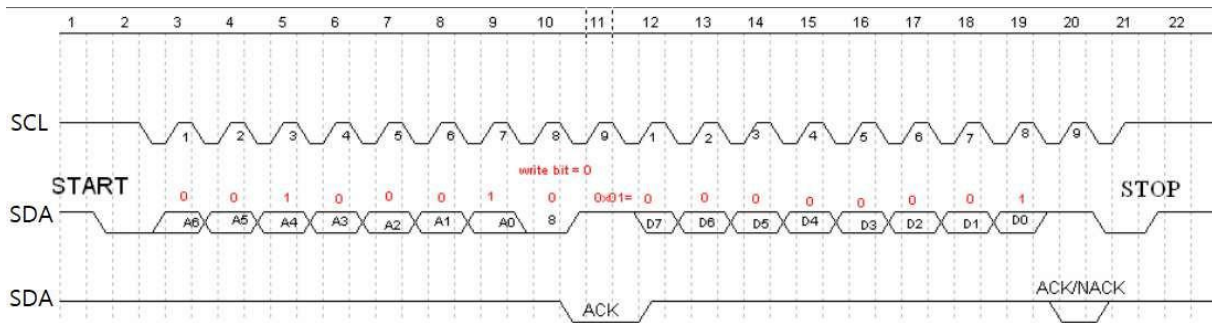 1 2 3 4 5 6 7 8 9 10 11 12 13 14 15 16 17 18 19 20 21 22
SCL 1 2 3 4 5 6 7 8 9 1 2 3 4 5 6 7 8 9
write bit = 0
START STOP
0 0 1 0 0 0 1 0 0x01= 0 0 0 0 0 0 0 1
SDA A6 A5 A4 A3 A2 A1 A0 8 D7 D6 D5 D4 D3 D2 D1 D0
ACK/NACK
SDA ACK